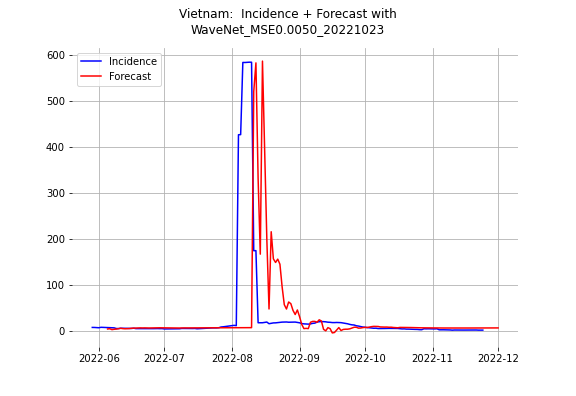 Vietnam:  Incidence + Forecast with
WaveNet_MSE0.0050_20221023
Incidence
Forecast
600
500
400
300
200
100
0
2022-06 2022-07 2022-08 2022-09 2022-10 2022-11 2022-12